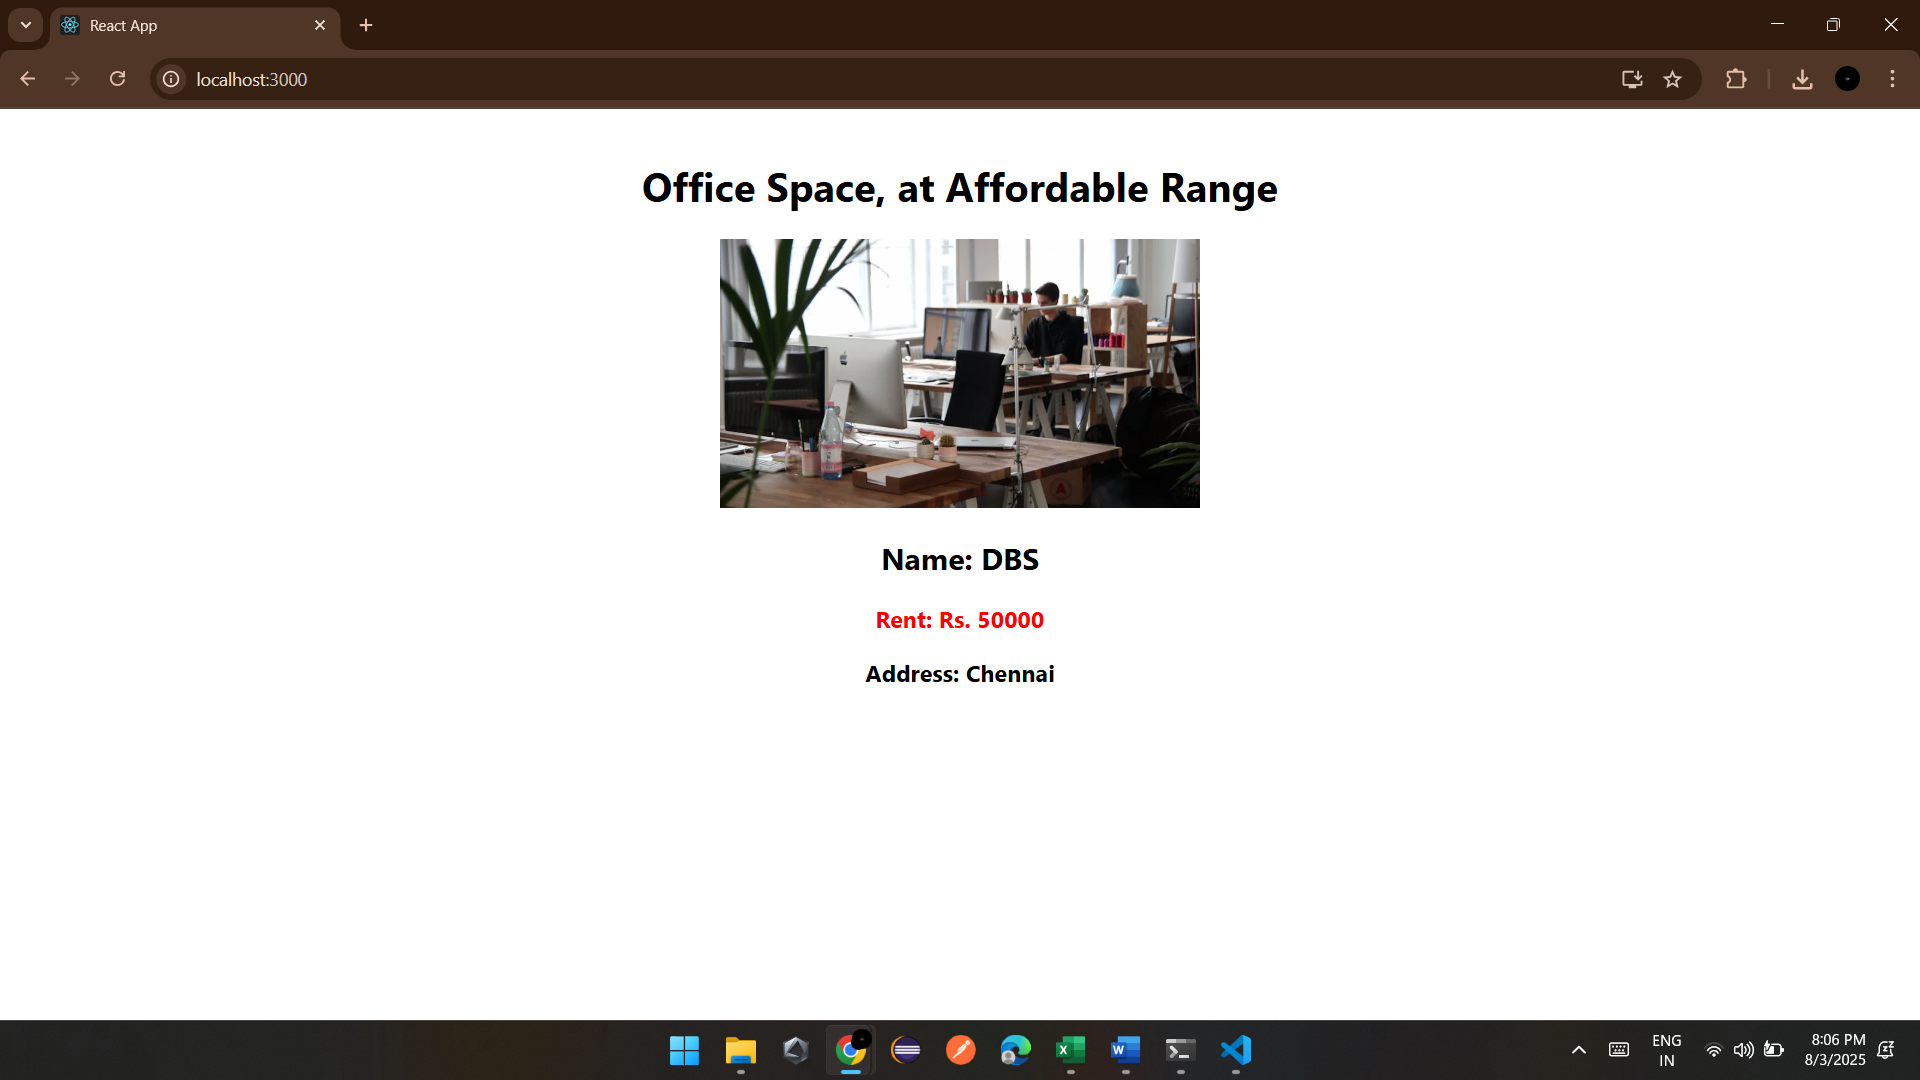 React App
localhost:3000
Office Space, at Affordable Range
Name: DBS
Rent: Rs. 50000
Address: Chennai
ENG
IN
8:06 PM
8/3/2025